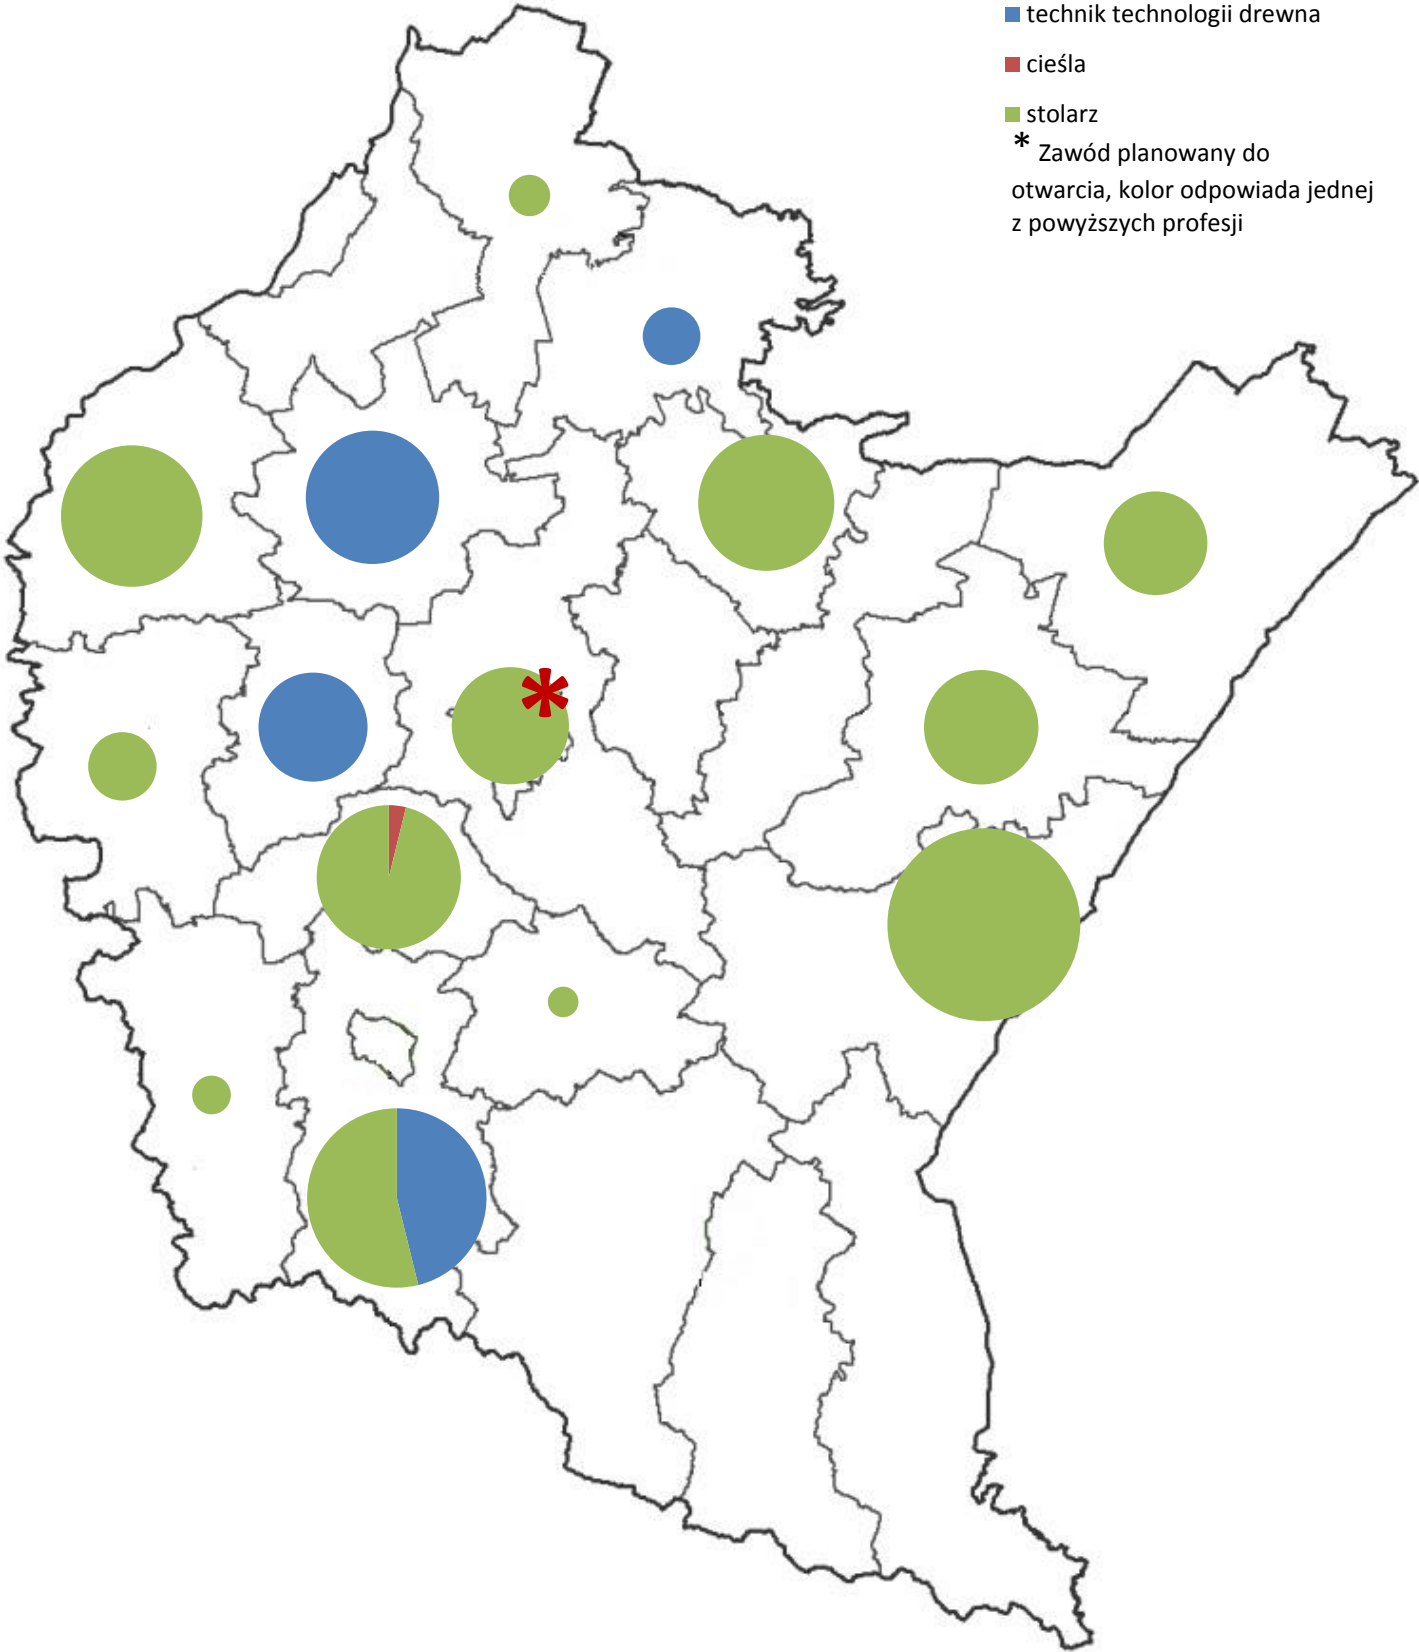 technik technologii drewna
cieśla
stolarz
* Zawód planowany do
otwarcia, kolor odpowiada jednej
z powyższych profesji